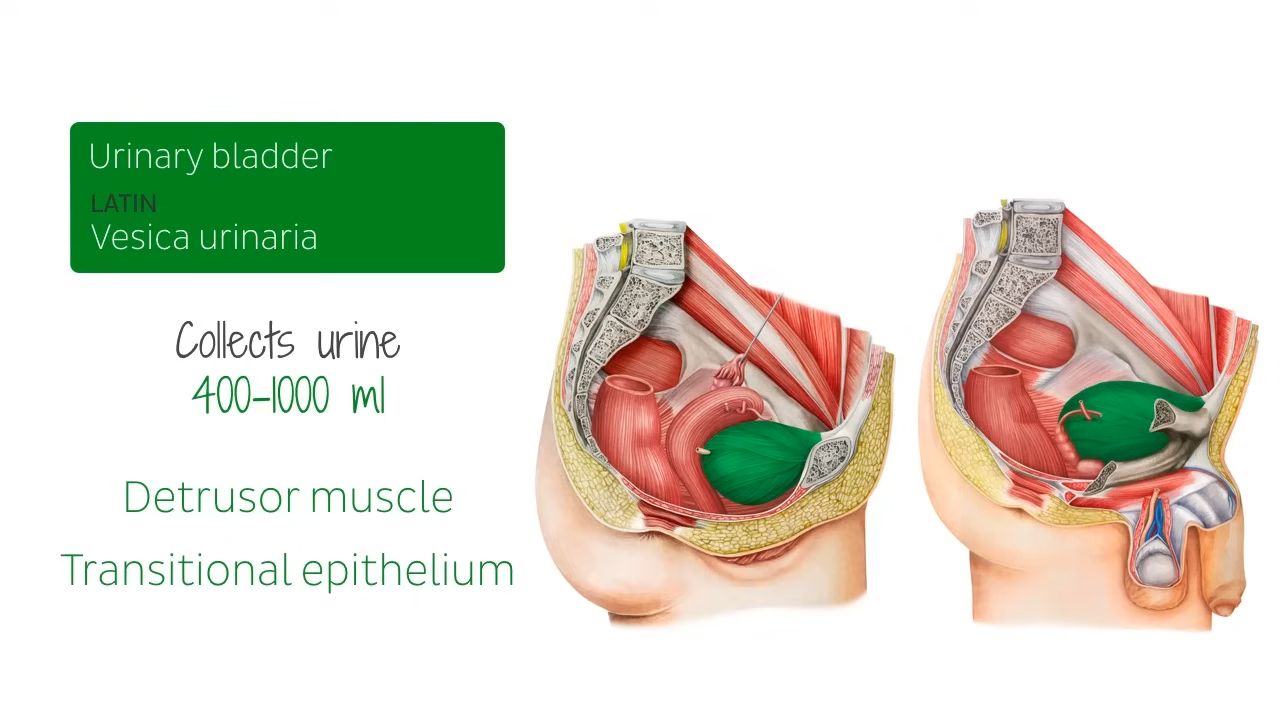 Urinary bladder
LATIN
Vesica urinaria
Collects urine
400-1000 ml
Detrusor muscle
Transitional epithelium